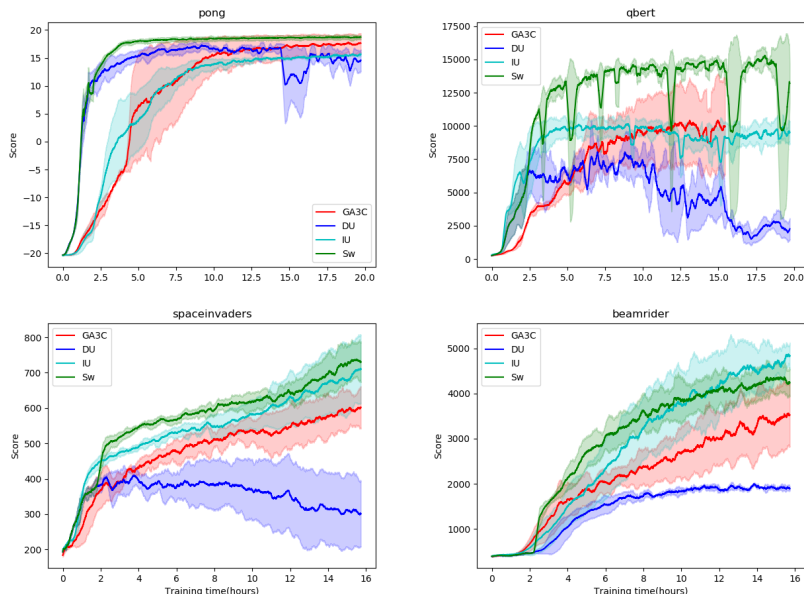 pong
20
15
10
5
0
−5
−10
−15
−20
Score
GA3C
DU
IU
Sw
0.0 2.5 5.0 7.5 10.0 12.5 15.0 17.5 20.0
qbert
17500
15000
12500
10000
7500
5000
2500
0
Score
GA3C
DU
IU
Sw
0.0 2.5 5.0 7.5 10.0 12.5 15.0 17.5 20.0
spaceinvaders
800
700
600
500
400
300
200
Score
GA3C
DU
IU
Sw
0 2 4 6 8 10 12 14 16
Training time(hours)
beamrider
5000
4000
3000
2000
1000
Score
GA3C
DU
IU
Sw
0 2 4 6 8 10 12 14 16
Training time(hours)